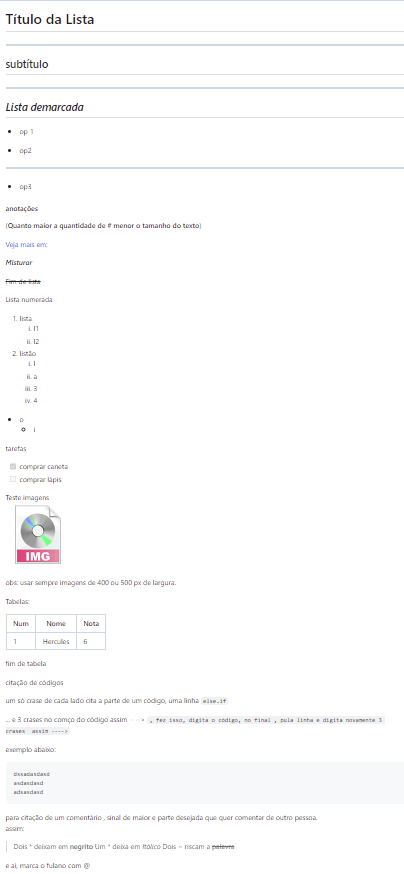 Título da Lista
subtítulo
Lista demarcada
op 1
op2
op3
anotações
(Quanto maior a quantidade de # menor o tamanho do texto)
Veja mais em:
Misturar
Fim de lista
Lista numerada
1. lista
i. l1
ii. l2
2. listão
i. l
ii. a
iii. 3
iv. 4
o
i
tarefas
comprar caneta
comprar lápis
Teste imagens
IMG
obs: usar sempre imagens de 400 ou 500 px de largura.
Tabelas:
Num Nome Nota
1 Hercules 6
fim de tabela
citação de códigos
um só crase de cada lado cita a parte de um código, uma linha else.if
... e 3 crases no comço do código assim ----> , fez isso, digita o código, no final , pula linha e digita novamente 3
crases assim ---->
exemplo abaixo:
dssadasdasd
asdasdasd
adsasdasd
para citação de um comentário , sinal de maior e parte desejada que quer comentar de outro pessoa.
assim:
Dois * deixam em negrito Um * deixa em Itálico Dois ~ riscam a palavra
e ai, marca o fulano com @